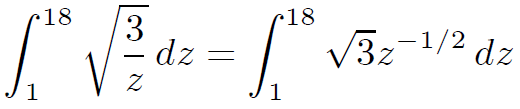 ∫₁¹⁸ √(3/z) dz = ∫₁¹⁸ √3 z⁻¹/² dz